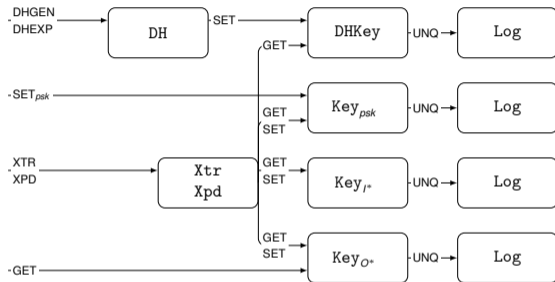 DHGEN
DHEXP
DH
SET
DHKey
UNQ
Log
GET
SETpsk
GET
SET
Keypsk
UNQ
Log
XTR
XPD
Xtr
Xpd
GET
SET
KeyI*
UNQ
Log
GET
SET
KeyO*
UNQ
Log
GET